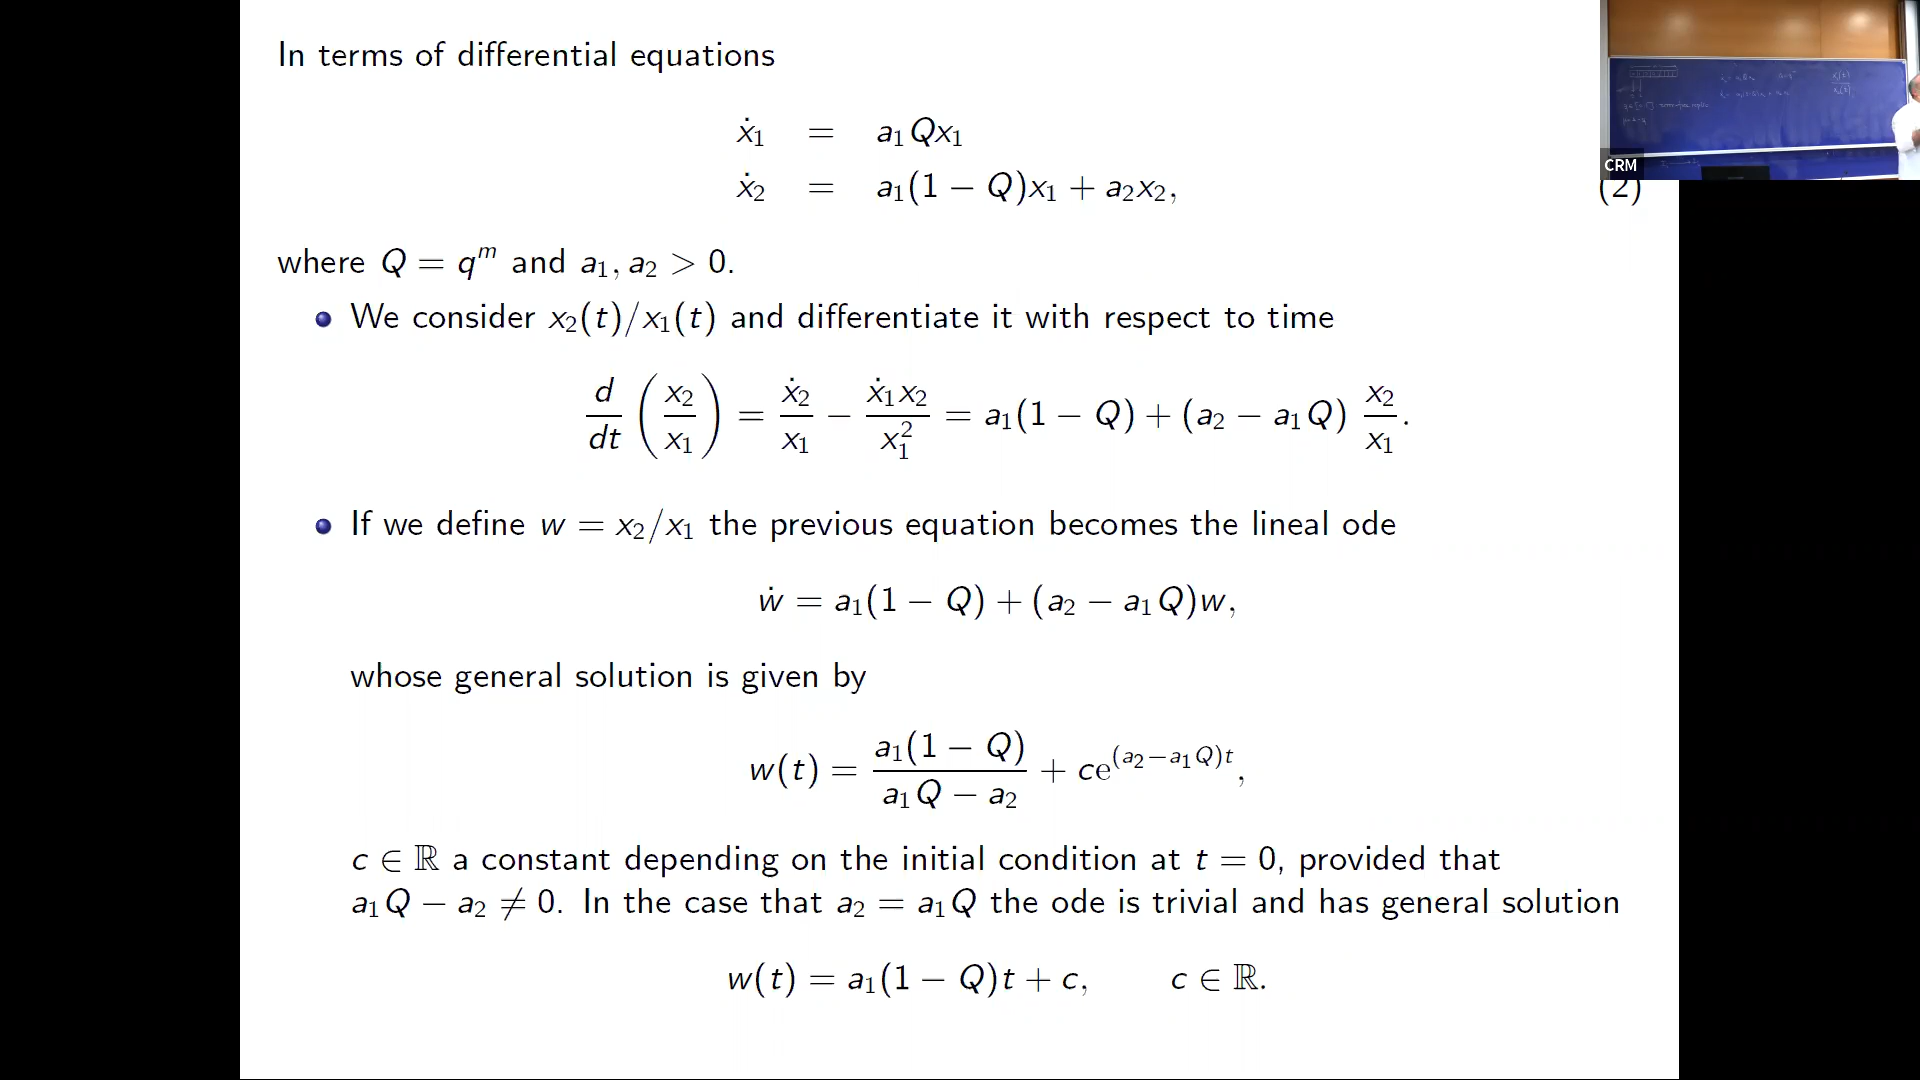 In terms of differential equations
ẋ₁ = a₁Qx₁
ẋ₂ = a₁(1 − Q)x₁ + a₂x₂, (2)
where Q = qᵐ and a₁, a₂ > 0.
• We consider x₂(t)/x₁(t) and differentiate it with respect to time
d/dt (x₂/x₁) = ẋ₂/x₁ − ẋ₁x₂/x₁² = a₁(1 − Q) + (a₂ − a₁Q) x₂/x₁.
• If we define w = x₂/x₁ the previous equation becomes the lineal ode
ẇ = a₁(1 − Q) + (a₂ − a₁Q)w,
whose general solution is given by
w(t) = a₁(1 − Q)/(a₁Q − a₂) + ce^{(a₂−a₁Q)t},
c ∈ ℝ a constant depending on the initial condition at t = 0, provided that
a₁Q − a₂ ≠ 0. In the case that a₂ = a₁Q the ode is trivial and has general solution
w(t) = a₁(1 − Q)t + c, c ∈ ℝ.
CRM